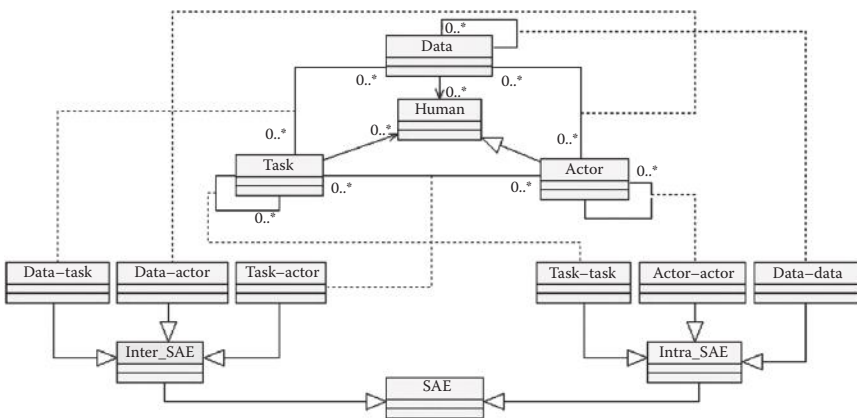 0..*
Data
0..* 0..*
0..*
Human
0..* 0..* 0..*
Task Actor
0..* 0..* 0..*
0..*
Data–task Data–actor Task–actor Task–task Actor–actor Data–data
Inter_SAE Intra_SAE
SAE